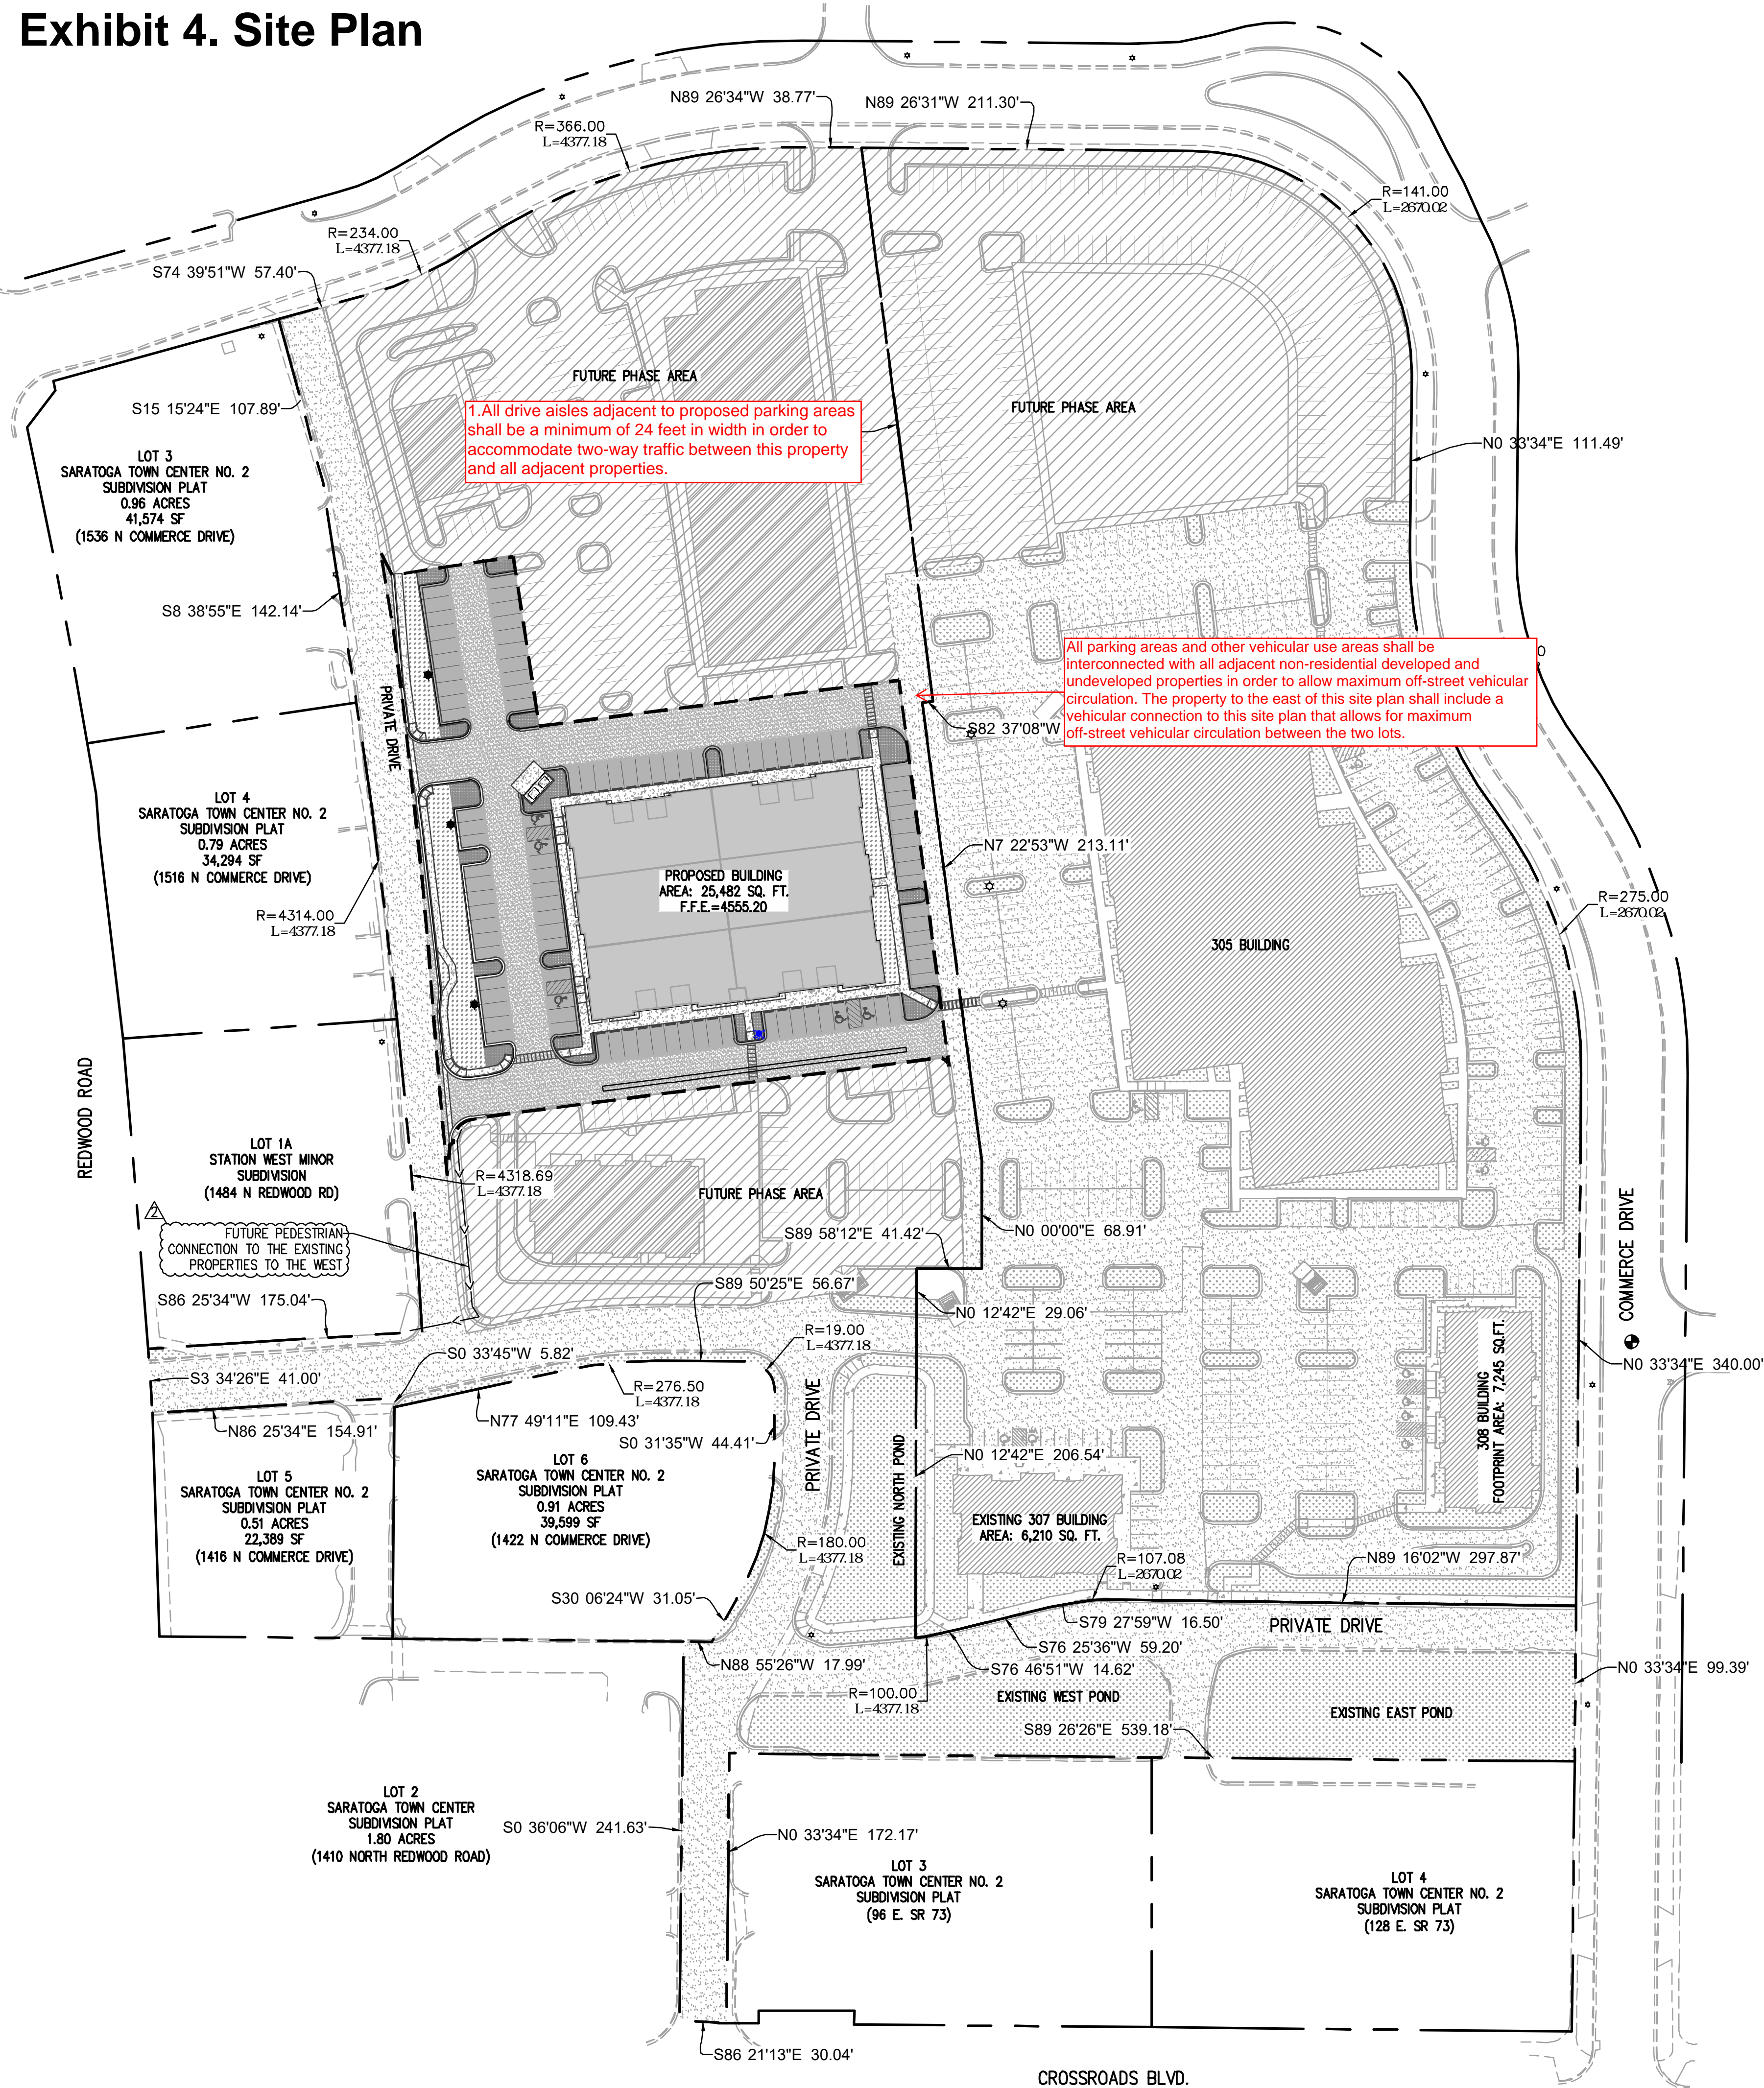 Exhibit 4. Site Plan
N89 26'34"W 38.77'
N89 26'31"W 211.30'
R=366.00
L=4377.18
R=141.00
L=2670.02
R=234.00
L=4377.18
S74 39'51"W 57.40'
FUTURE PHASE AREA
FUTURE PHASE AREA
S15 15'24"E 107.89'
1.All drive aisles adjacent to proposed parking areas
shall be a minimum of 24 feet in width in order to
accommodate two-way traffic between this property
and all adjacent properties.
N0 33'34"E 111.49'
LOT 3
SARATOGA TOWN CENTER NO. 2
SUBDIVISION PLAT
0.96 ACRES
41,574 SF
(1536 N COMMERCE DRIVE)
S8 38'55"E 142.14'
PRIVATE DRIVE
All parking areas and other vehicular use areas shall be
interconnected with all adjacent non-residential developed and
undeveloped properties in order to allow maximum off-street vehicular
circulation. The property to the east of this site plan shall include a
vehicular connection to this site plan that allows for maximum
off-street vehicular circulation between the two lots.
S82 37'08"W
LOT 4
SARATOGA TOWN CENTER NO. 2
SUBDIVISION PLAT
0.79 ACRES
34,294 SF
(1516 N COMMERCE DRIVE)
N7 22'53"W 213.11'
PROPOSED BUILDING
AREA: 25,482 SQ. FT.
F.F.E.=4555.20
R=4314.00
L=4377.18
R=275.00
L=2670.02
305 BUILDING
REDWOOD ROAD
LOT 1A
STATION WEST MINOR
SUBDIVISION
(1484 N REDWOOD RD)
R=4318.69
L=4377.18
FUTURE PHASE AREA
2
FUTURE PEDESTRIAN
CONNECTION TO THE EXISTING
PROPERTIES TO THE WEST
S89 58'12"E 41.42'
N0 00'00"E 68.91'
COMMERCE DRIVE
S89 50'25"E 56.67'
S86 25'34"W 175.04'
N0 12'42"E 29.06'
R=19.00
L=4377.18
S0 33'45"W 5.82'
N0 33'34"E 340.00'
S3 34'26"E 41.00'
R=276.50
L=4377.18
PRIVATE DRIVE
308 BUILDING
FOOTPRINT AREA: 7,245 SQ.FT.
N77 49'11"E 109.43'
N86 25'34"E 154.91'
S0 31'35"W 44.41'
EXISTING NORTH POND
N0 12'42"E 206.54'
LOT 5
SARATOGA TOWN CENTER NO. 2
SUBDIVISION PLAT
0.51 ACRES
22,389 SF
(1416 N COMMERCE DRIVE)
LOT 6
SARATOGA TOWN CENTER NO. 2
SUBDIVISION PLAT
0.91 ACRES
39,599 SF
(1422 N COMMERCE DRIVE)
EXISTING 307 BUILDING
AREA: 6,210 SQ. FT.
R=180.00
L=4377.18
R=107.08
L=2670.02
N89 16'02"W 297.87'
S30 06'24"W 31.05'
S79 27'59"W 16.50'
PRIVATE DRIVE
S76 25'36"W 59.20'
N88 55'26"W 17.99'
S76 46'51"W 14.62'
N0 33'34"E 99.39'
R=100.00
L=4377.18
EXISTING WEST POND
EXISTING EAST POND
S89 26'26"E 539.18'
LOT 2
SARATOGA TOWN CENTER
SUBDIVISION PLAT
1.80 ACRES
(1410 NORTH REDWOOD ROAD)
S0 36'06"W 241.63'
N0 33'34"E 172.17'
LOT 3
SARATOGA TOWN CENTER NO. 2
SUBDIVISION PLAT
(96 E. SR 73)
LOT 4
SARATOGA TOWN CENTER NO. 2
SUBDIVISION PLAT
(128 E. SR 73)
S86 21'13"E 30.04'
CROSSROADS BLVD.